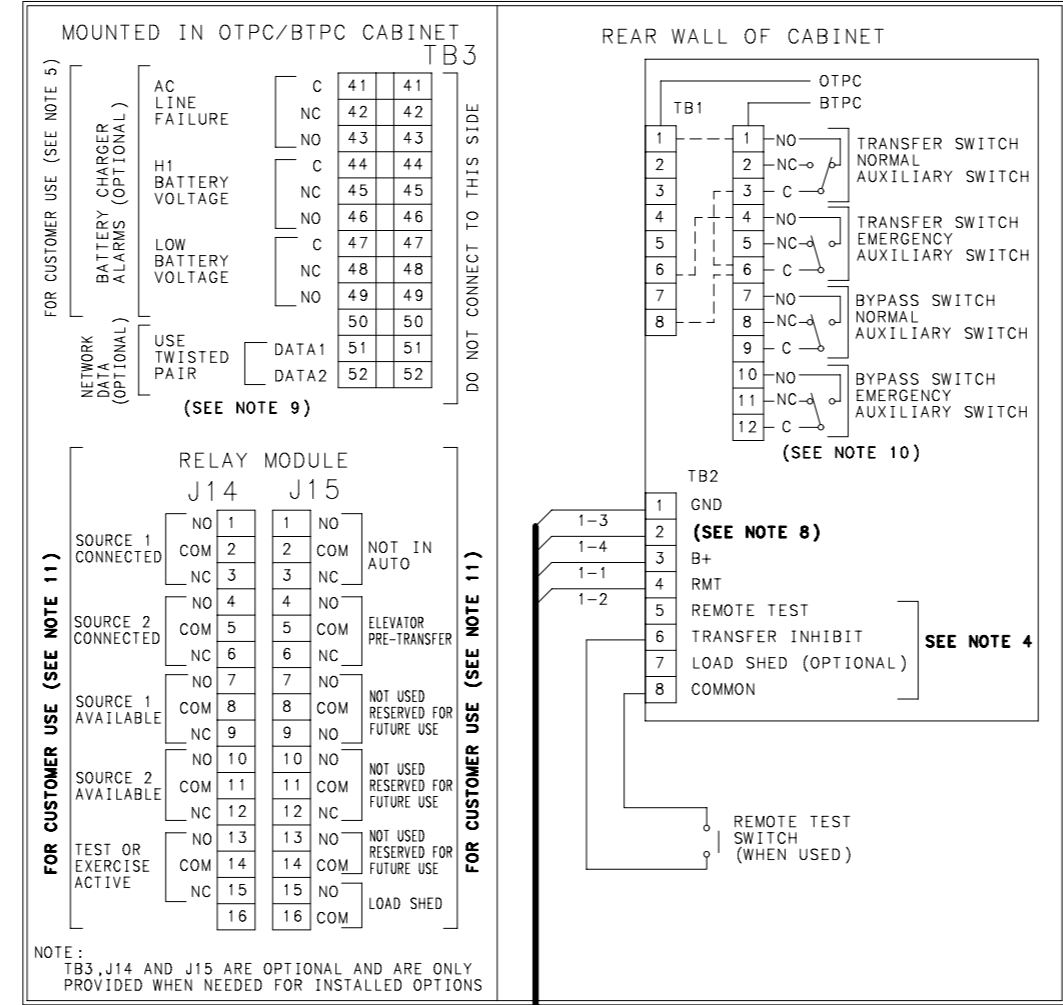 MOUNTED IN OTPC/BTPC CABINET
TB3
FOR CUSTOMER USE (SEE NOTE 5)
BATTERY CHARGER
ALARMS (OPTIONAL)
AC
LINE
FAILURE
C 41 41
NC 42 42
NO 43 43
H1
BATTERY
VOLTAGE
C 44 44
NC 45 45
NO 46 46
LOW
BATTERY
VOLTAGE
C 47 47
NC 48 48
NO 49 49
50 50
NETWORK
DATA
(OPTIONAL)
USE
TWISTED
PAIR
DATA1 51 51
DATA2 52 52
DO NOT CONNECT TO THIS SIDE
(SEE NOTE 9)
RELAY MODULE
J14 J15
FOR CUSTOMER USE (SEE NOTE 11)
SOURCE 1
CONNECTED
NO 1
COM 2
NC 3
SOURCE 2
CONNECTED
NO 4
COM 5
NC 6
SOURCE 1
AVAILABLE
NO 7
COM 8
NC 9
SOURCE 2
AVAILABLE
NO 10
COM 11
NC 12
TEST OR
EXERCISE
ACTIVE
NO 13
COM 14
NC 15
16
1 NO
2 COM
3 NC
NOT IN
AUTO
4 NO
5 COM
6 NC
ELEVATOR
PRE-TRANSFER
7 NO
8 COM
9 NO
NOT USED
RESERVED FOR
FUTURE USE
10 NO
11 COM
12 NC
NOT USED
RESERVED FOR
FUTURE USE
13 NO
14 COM
NOT USED
RESERVED FOR
FUTURE USE
15 NO
16 COM
LOAD SHED
FOR CUSTOMER USE (SEE NOTE 11)
NOTE:
TB3,J14 AND J15 ARE OPTIONAL AND ARE ONLY
PROVIDED WHEN NEEDED FOR INSTALLED OPTIONS
REAR WALL OF CABINET
OTPC
BTPC
TB1
1
2
3
4
5
6
7
8
1 NO
2 NC
3 C
TRANSFER SWITCH
NORMAL
AUXILIARY SWITCH
4 NO
5 NC
6 C
TRANSFER SWITCH
EMERGENCY
AUXILIARY SWITCH
7 NO
8 NC
9 C
BYPASS SWITCH
NORMAL
AUXILIARY SWITCH
10 NO
11 NC
12 C
BYPASS SWITCH
EMERGENCY
AUXILIARY SWITCH
(SEE NOTE 10)
TB2
1-3 1 GND
1-4 2 (SEE NOTE 8)
1-1 3 B+
1-2 4 RMT
5 REMOTE TEST
6 TRANSFER INHIBIT
7 LOAD SHED (OPTIONAL)
8 COMMON
SEE NOTE 4
REMOTE TEST
SWITCH
(WHEN USED)